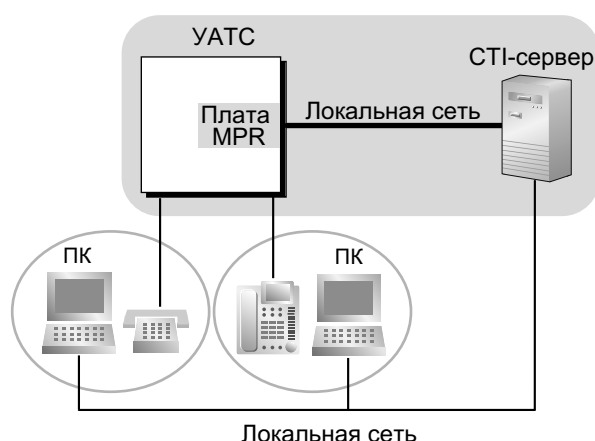 УАТС
CTI-сервер
Плата
MPR
Локальная сеть
ПК
ПК
Локальная сеть